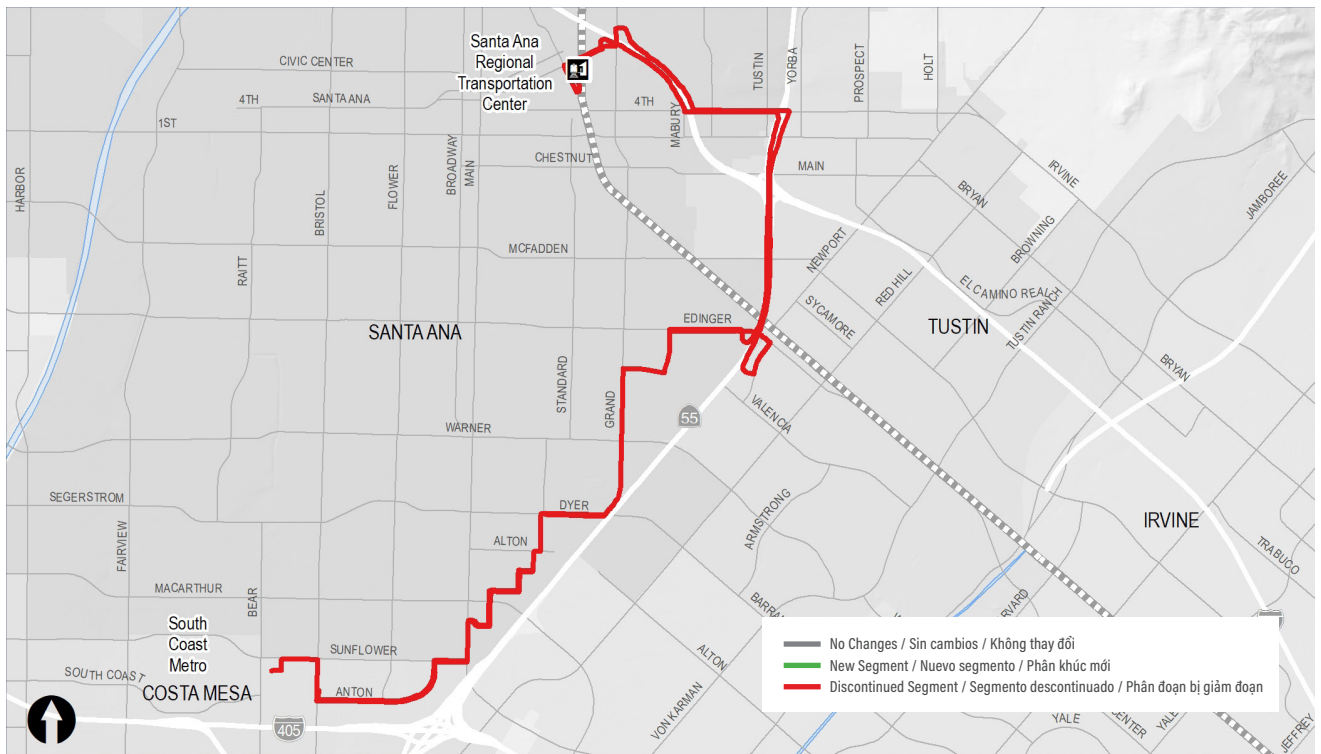 Santa Ana
Regional
Transportation
Center
CIVIC CENTER
4TH
SANTA ANA
1ST
4TH
MABURY
TUSTIN
YORBA
PROSPECT
HOLT
CHESTNUT
MAIN
IRVINE
BRYAN
BROWNING
JAMBOREE
HARBOR
RAITT
BRISTOL
FLOWER
BROADWAY
MAIN
MCFADDEN
NEWPORT
RED HILL
SYCAMORE
EL CAMINO REAL
TUSTIN RANCH
TUSTIN
BRYAN
SANTA ANA
EDINGER
STANDARD
GRAND
55
VALENCIA
WARNER
SEGERSTROM
DYER
ARMSTRONG
IRVINE
TRABUCO
FAIRVIEW
ALTON
MACARTHUR
BEAR
South
Coast
Metro
SUNFLOWER
SOUTH COAST
COSTA MESA
ANTON
405
ALTON
VON KARMAN
No Changes / Sin cambios / Không thay đổi
New Segment / Nuevo segmento / Phân khúc mới
Discontinued Segment / Segmento descontinuado / Phân đoạn bị giảm đoạn
YALE
CENTER
YALE
JEFFREY